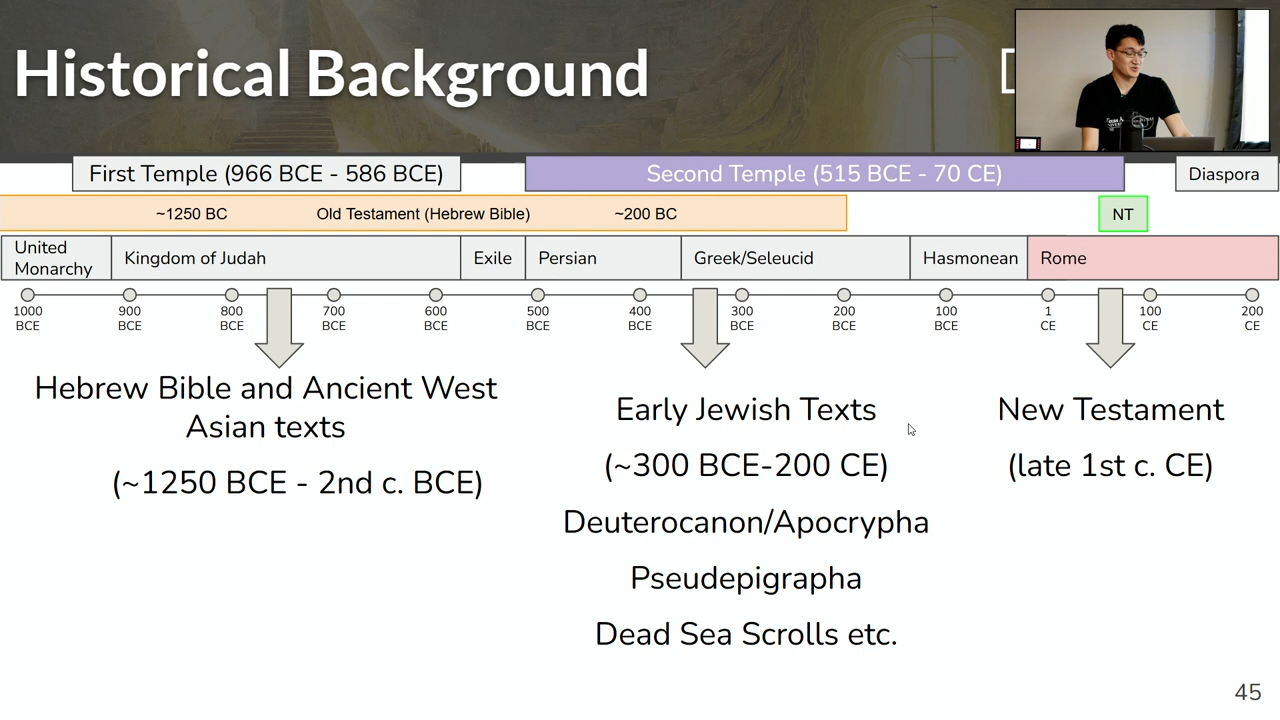 Historical Background
First Temple (966 BCE - 586 BCE)
Second Temple (515 BCE - 70 CE)
Diaspora
~1250 BC
Old Testament (Hebrew Bible)
~200 BC
NT
United
Monarchy
Kingdom of Judah
Exile
Persian
Greek/Seleucid
Hasmonean
Rome
1000
BCE
900
BCE
800
BCE
700
BCE
600
BCE
500
BCE
400
BCE
300
BCE
200
BCE
100
BCE
1
CE
100
CE
200
CE
Hebrew Bible and Ancient West
Asian texts
(~1250 BCE - 2nd c. BCE)
Early Jewish Texts
(~300 BCE-200 CE)
Deuterocanon/Apocrypha
Pseudepigrapha
Dead Sea Scrolls etc.
New Testament
(late 1st c. CE)
45